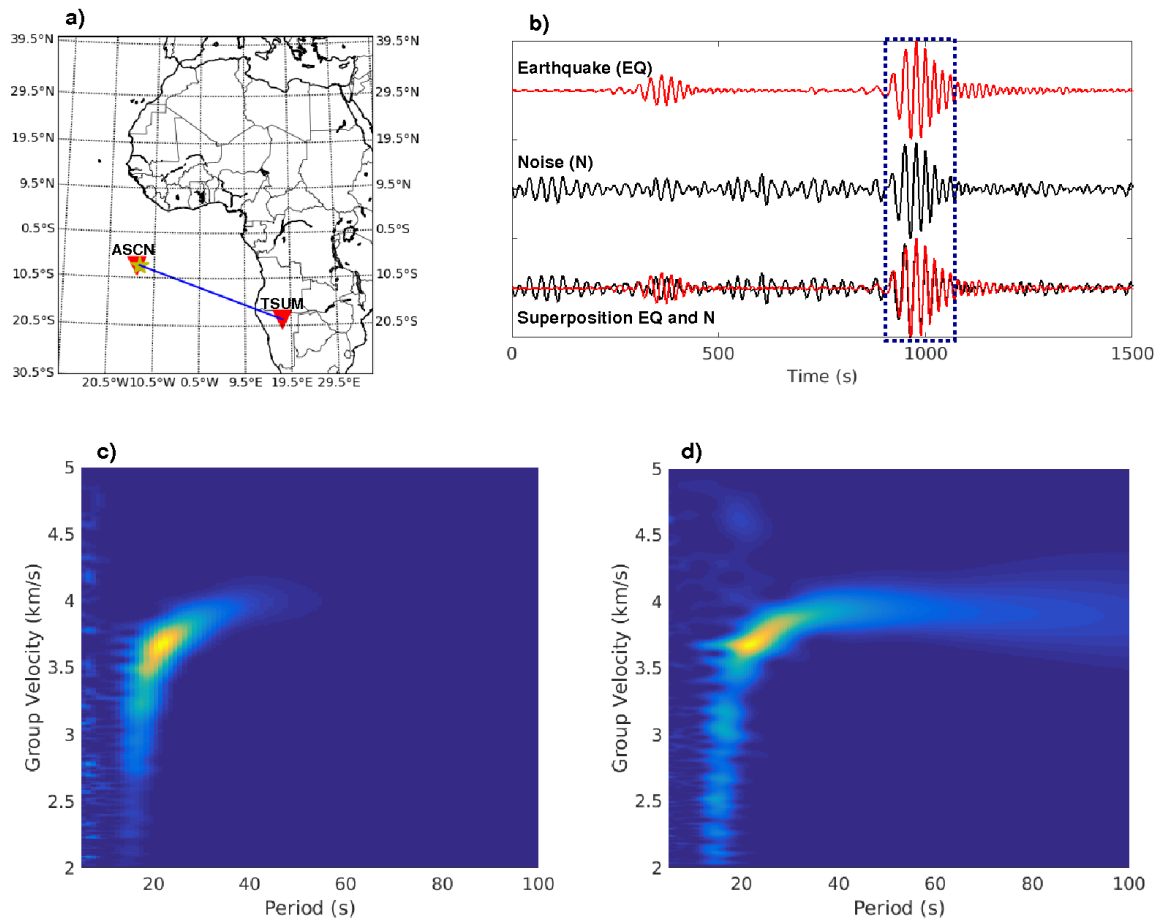 a)
39.5°N 39.5°N
29.5°N 29.5°N
19.5°N 19.5°N
9.5°N 9.5°N
0.5°S 0.5°S
ASCN
10.5°S 10.5°S
TSUM
20.5°S 20.5°S
30.5°S 30.5°S
20.5°W 10.5°W 0.5°W 9.5°E 19.5°E 29.5°E
b)
Earthquake (EQ)
Noise (N)
Superposition EQ and N
0 500 1000 1500
Time (s)
c)
5
4.5
4
3.5
3
2.5
2
Group Velocity (km/s)
20 40 60 80 100
Period (s)
d)
5
4.5
4
3.5
3
2.5
2
Group Velocity (km/s)
20 40 60 80 100
Period (s)